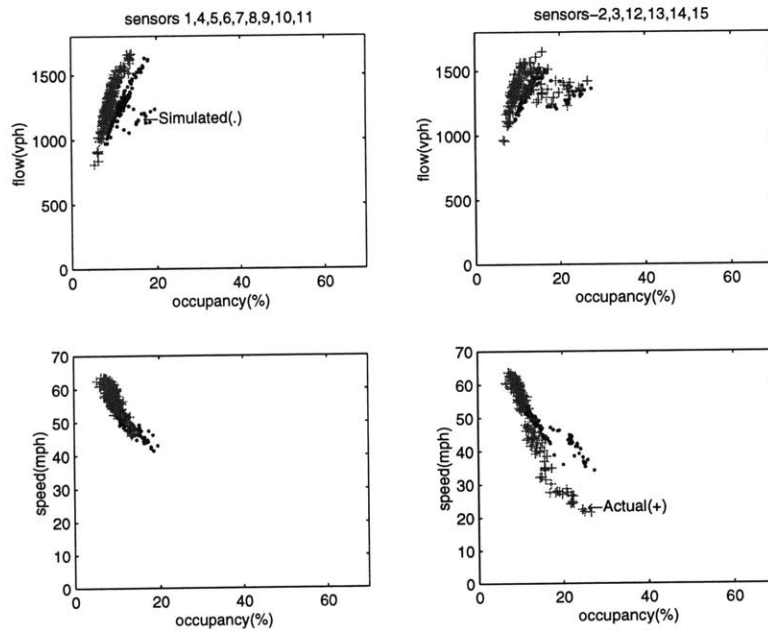 sensors 1,4,5,6,7,8,9,10,11
1500
1000
500
0
flow(vph)
Simulated(.)
0 20 40 60
occupancy(%)
sensors–2,3,12,13,14,15
1500
1000
500
0
flow(vph)
0 20 40 60
occupancy(%)
70
60
50
40
30
20
10
0
speed(mph)
0 20 40 60
occupancy(%)
70
60
50
40
30
20
10
0
speed(mph)
Actual(+)
0 20 40 60
occupancy(%)